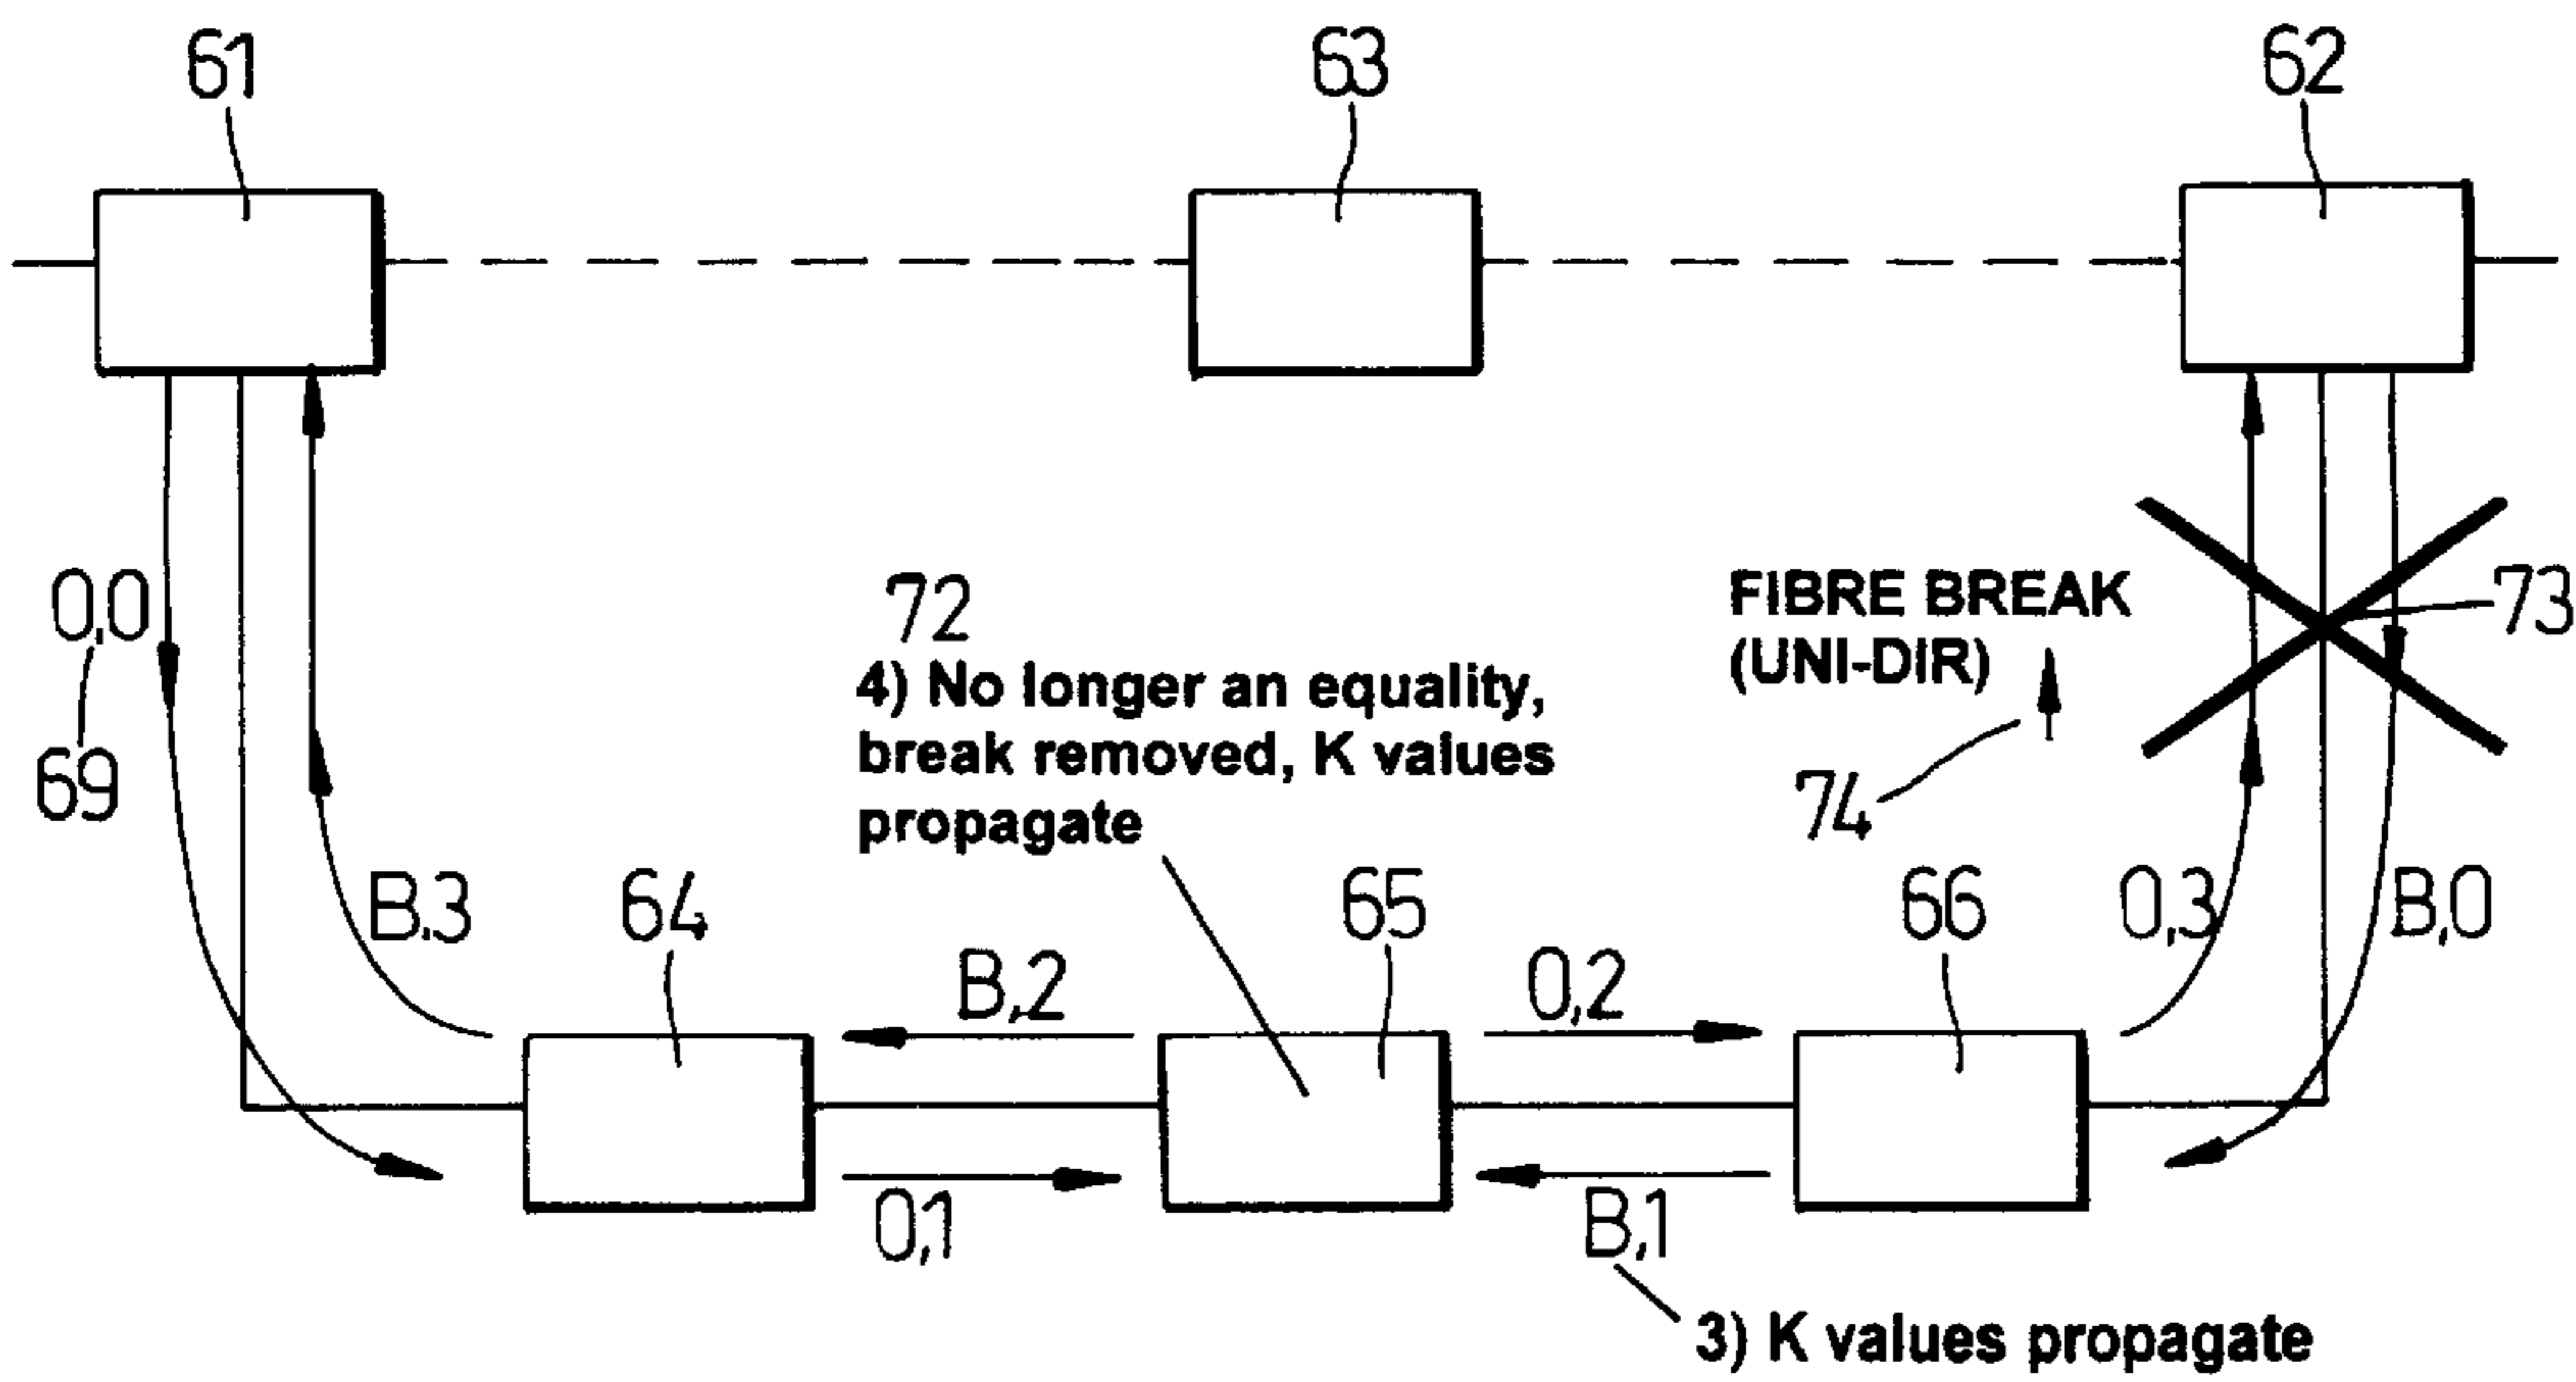 61
63
62
0,0
69
72
4) No longer an equality,
break removed, K values
propagate
FIBRE BREAK
(UNI-DIR)
73
74
B.3
64
65
66
0,3
B,0
B,2
0,2
0,1
B,1
3) K values propagate